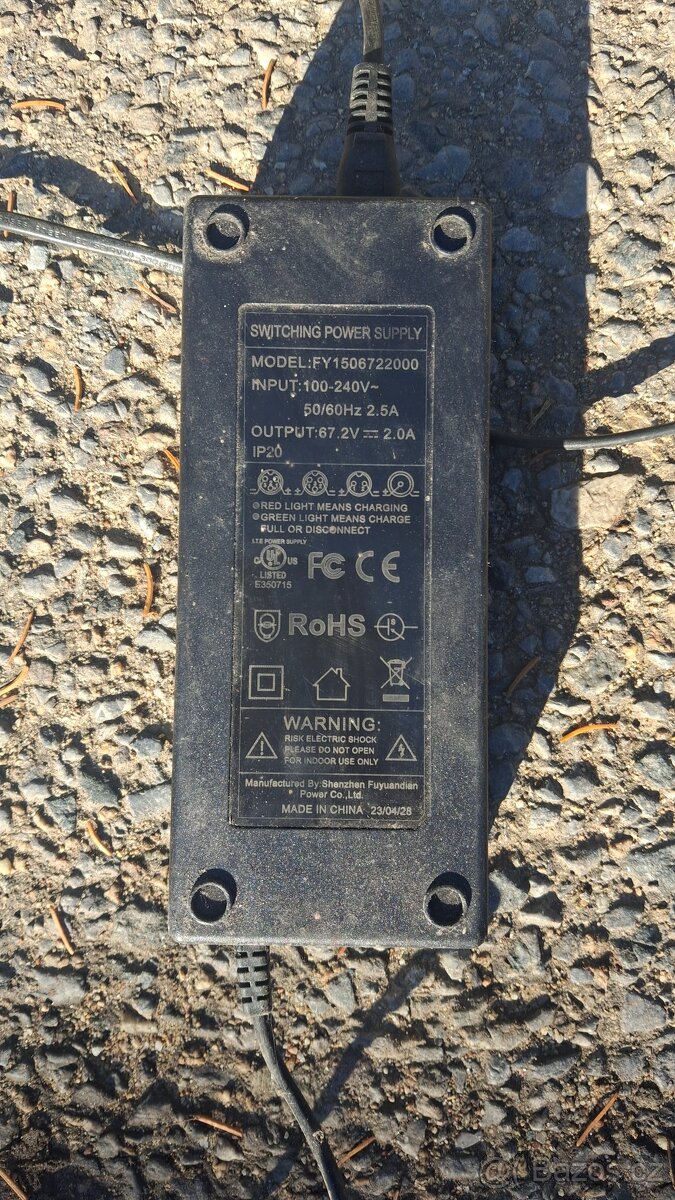 SWITCHING POWER SUPPLY
MODEL:FY1506722000
INPUT:100-240V~
50/60Hz 2.5A
OUTPUT:67.2V⎓2.0A
IP20
RED LIGHT MEANS CHARGING
GREEN LIGHT MEANS CHARGE
FULL OR DISCONNECT
I.T.E POWER SUPPLY
c UL US
LISTED
E350715
FC CE
RoHS
WARNING:
RISK ELECTRIC SHOCK
PLEASE DO NOT OPEN
FOR INDOOR USE ONLY
Manufactured By:Shenzhen Fuyuandian
Power Co.,Ltd.
MADE IN CHINA 23/04/28
Bazos.cz